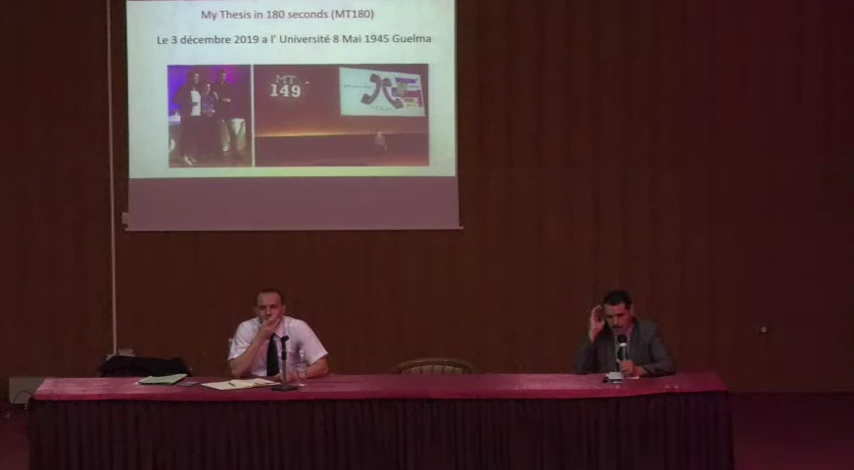 My Thesis in 180 seconds (MT180)
Le 3 décembre 2019 a l' Université 8 Mai 1945 Guelma
MT
149